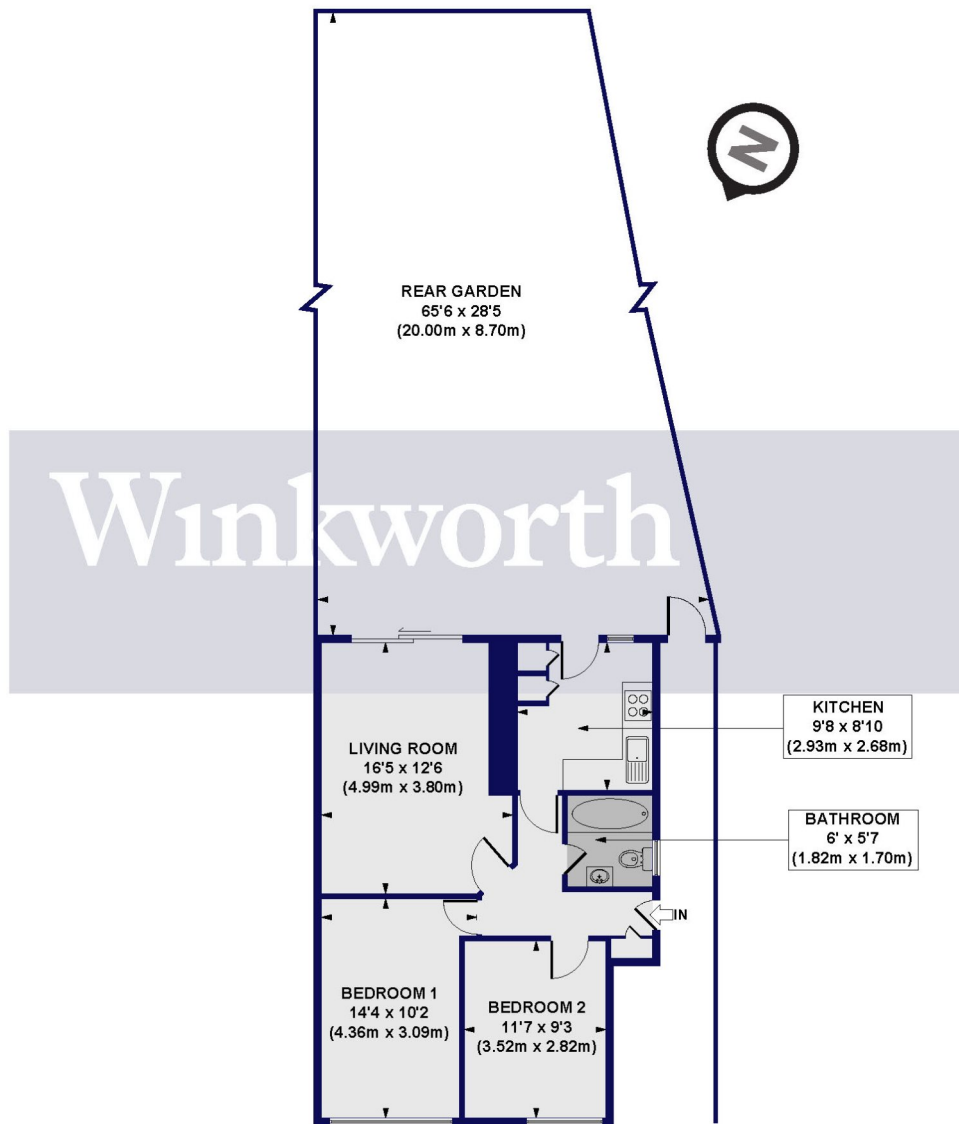 N
REAR GARDEN
65'6 x 28'5
(20.00m x 8.70m)
Winkworth
KITCHEN
9'8 x 8'10
(2.93m x 2.68m)
LIVING ROOM
16'5 x 12'6
(4.99m x 3.80m)
BATHROOM
6' x 5'7
(1.82m x 1.70m)
IN
BEDROOM 1
14'4 x 10'2
(4.36m x 3.09m)
BEDROOM 2
11'7 x 9'3
(3.52m x 2.82m)